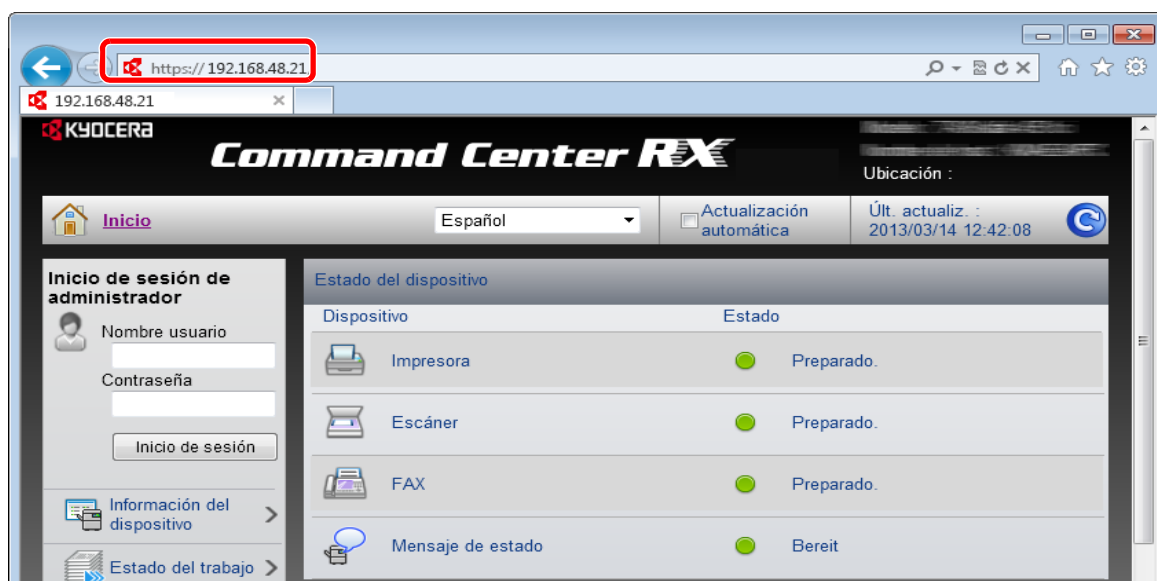 https://192.168.48.21
192.168.48.21
KYOCERA
Command Center RX
Ubicación :
Inicio
Español
Actualización
automática
Últ. actualiz. :
2013/03/14 12:42:08
Inicio de sesión de
administrador
Nombre usuario
Contraseña
Inicio de sesión
Información del
dispositivo
Estado del trabajo
Estado del dispositivo
Dispositivo Estado
Impresora Preparado.
Escáner Preparado.
FAX Preparado.
Mensaje de estado Bereit